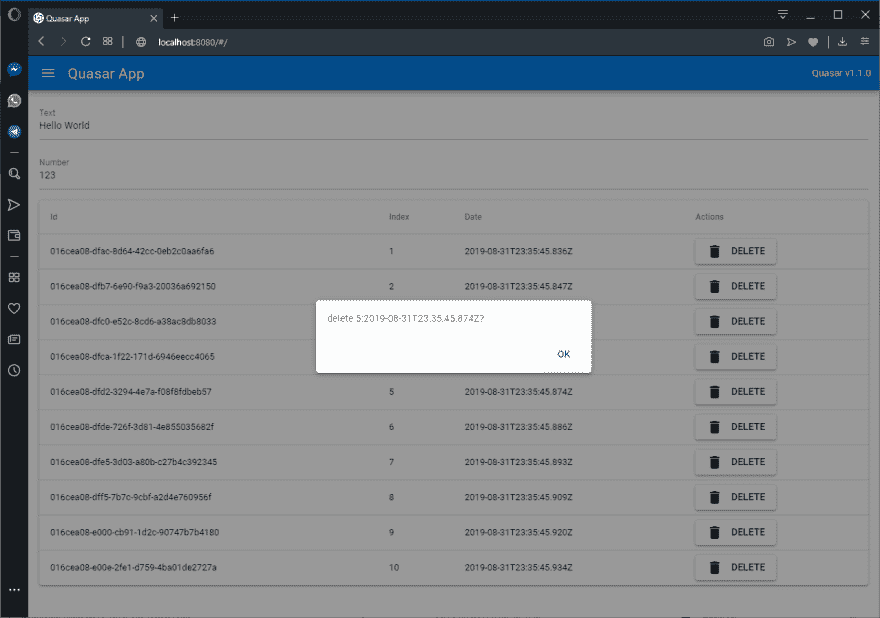 Quasar App
localhost:8080/#/
Quasar App Quasar v1.1.0
Text
Hello World
Number
123
Id Index Date Actions
016cea08-dfac-8d64-42cc-0eb2c0aa6fa6 1 2019-08-31T23:35:45.836Z DELETE
016cea08-dfb7-6e90-f9a3-20036a692150 2 2019-08-31T23:35:45.847Z DELETE
016cea08-dfc0-e52c-8cd6-a38ac8db8033 DELETE
delete 5:2019-08-31T23:35:45.874Z?
016cea08-dfca-1f22-171d-6946eecc4065 DELETE
OK
016cea08-dfd2-3294-4e7a-f08f8fdbeb57 5 2019-08-31T23:35:45.874Z DELETE
016cea08-dfde-726f-3d81-4e855035682f 6 2019-08-31T23:35:45.886Z DELETE
016cea08-dfe5-3d03-a80b-c27b4c392345 7 2019-08-31T23:35:45.893Z DELETE
016cea08-dff5-7b7c-9cbf-a2d4e760956f 8 2019-08-31T23:35:45.909Z DELETE
016cea08-e000-cb91-1d2c-90747b7b4180 9 2019-08-31T23:35:45.920Z DELETE
016cea08-e00e-2fe1-d759-4ba01de2727a 10 2019-08-31T23:35:45.934Z DELETE